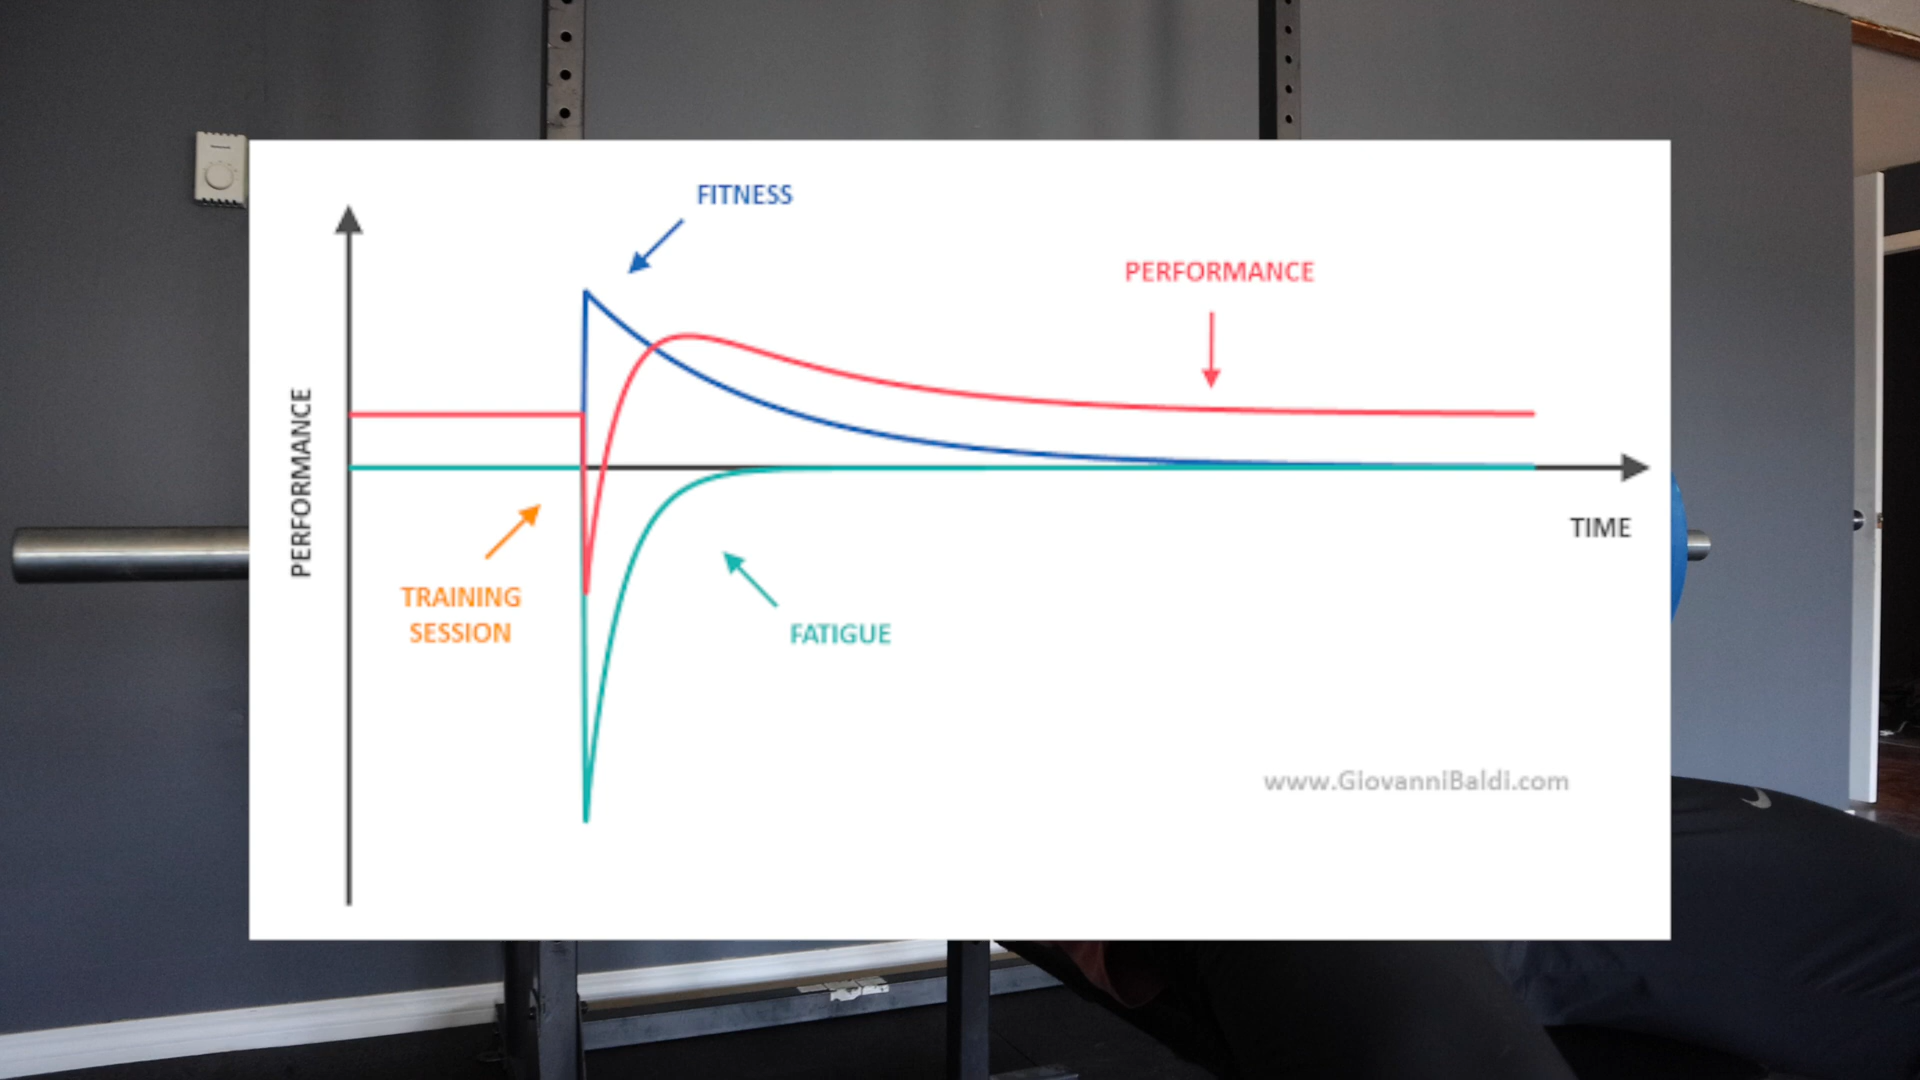 FITNESS
PERFORMANCE
PERFORMANCE
TIME
TRAINING
SESSION
FATIGUE
www.GiovanniBaldi.com